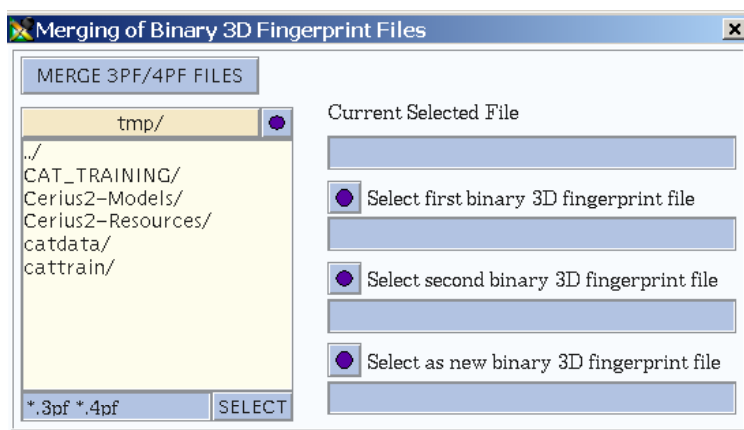 Merging of Binary 3D Fingerprint Files
MERGE 3PF/4PF FILES
tmp/
../
CAT_TRAINING/
Cerius2-Models/
Cerius2-Resources/
catdata/
cattrain/
*.3pf *.4pf
SELECT
Current Selected File
Select first binary 3D fingerprint file
Select second binary 3D fingerprint file
Select as new binary 3D fingerprint file